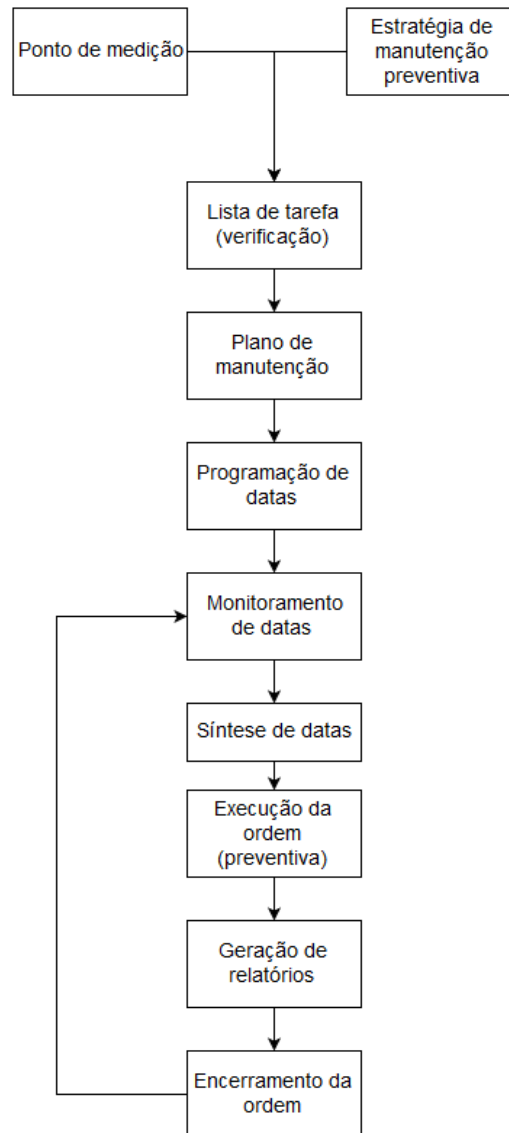 Ponto de medição
Estratégia de
manutenção
preventiva
Lista de tarefa
(verificação)
Plano de
manutenção
Programação de
datas
Monitoramento
de datas
Síntese de datas
Execução da
ordem
(preventiva)
Geração de
relatórios
Encerramento da
ordem